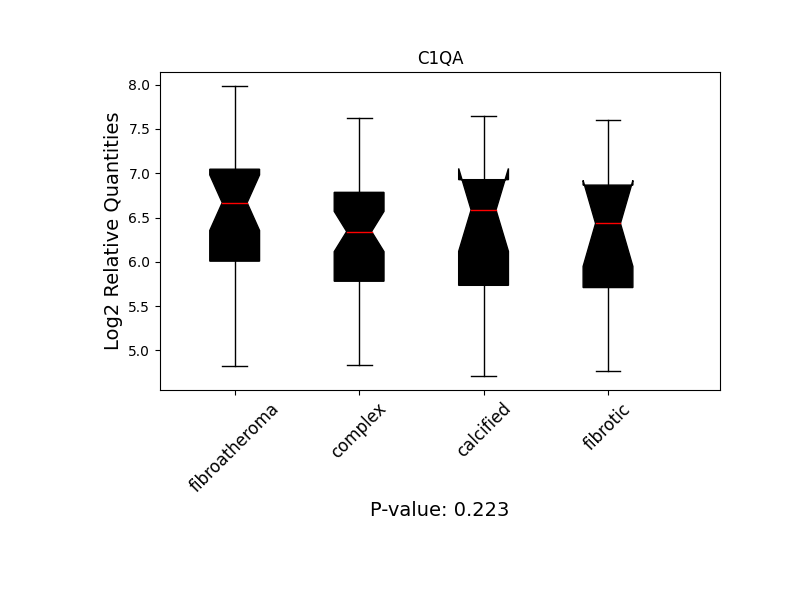 C1QA
Log2 Relative Quantities
8.0
7.5
7.0
6.5
6.0
5.5
5.0
fibroatheroma
complex
calcified
fibrotic
P-value: 0.223